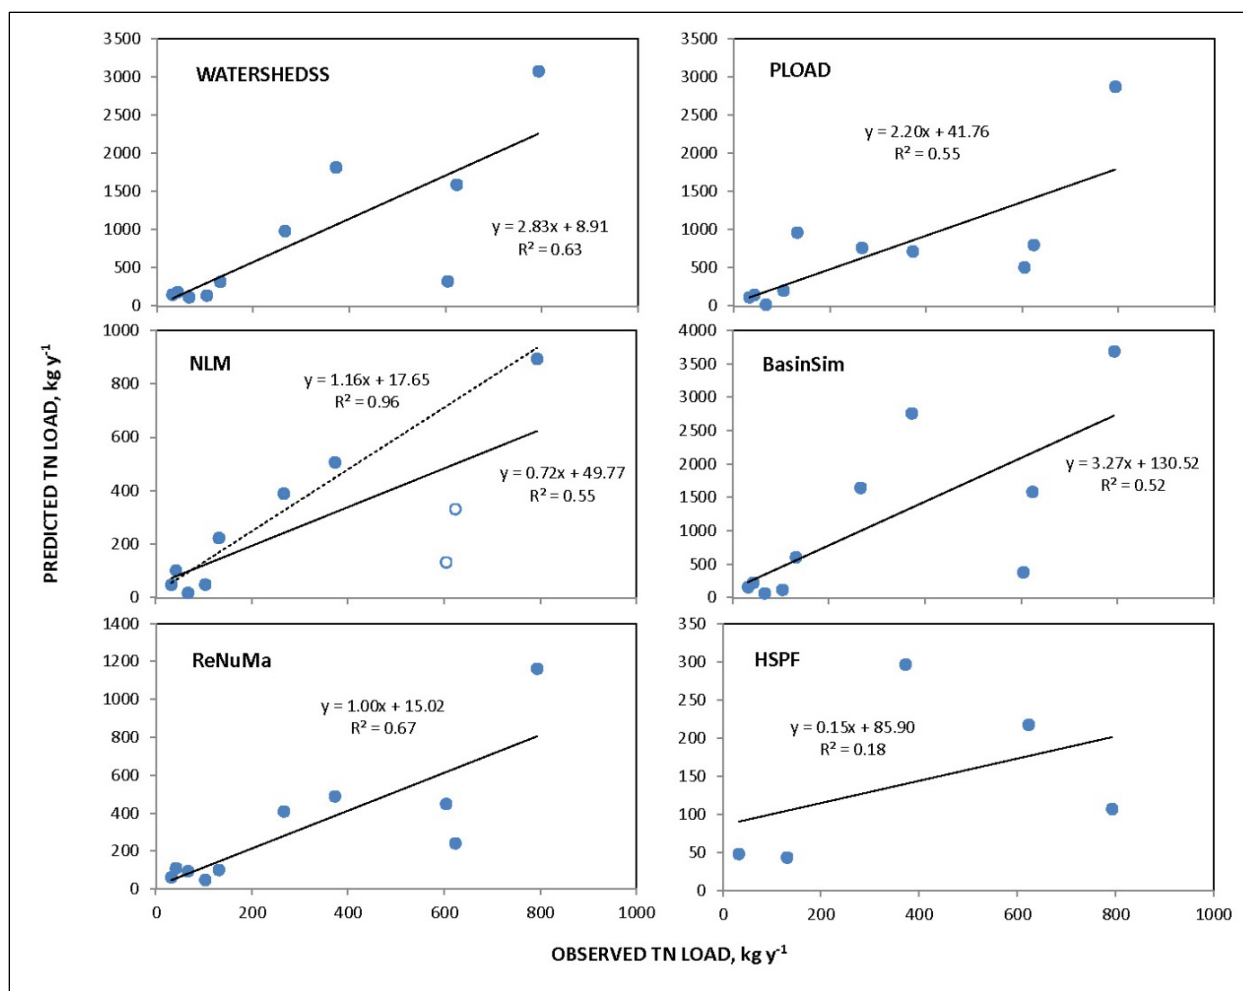 PREDICTED TN LOAD, kg y⁻¹
WATERSHEDSS
3500
3000
2500
2000
1500
1000
500
0
y = 2.83x + 8.91
R² = 0.63
PLOAD
3500
3000
2500
2000
1500
1000
500
0
y = 2.20x + 41.76
R² = 0.55
NLM
1000
800
600
400
200
0
y = 1.16x + 17.65
R² = 0.96
y = 0.72x + 49.77
R² = 0.55
BasinSim
4000
3500
3000
2500
2000
1500
1000
500
0
y = 3.27x + 130.52
R² = 0.52
ReNuMa
1400
1200
1000
800
600
400
200
0
y = 1.00x + 15.02
R² = 0.67
0 200 400 600 800 1000
HSPF
350
300
250
200
150
100
50
0
y = 0.15x + 85.90
R² = 0.18
0 200 400 600 800 1000
OBSERVED TN LOAD, kg y⁻¹